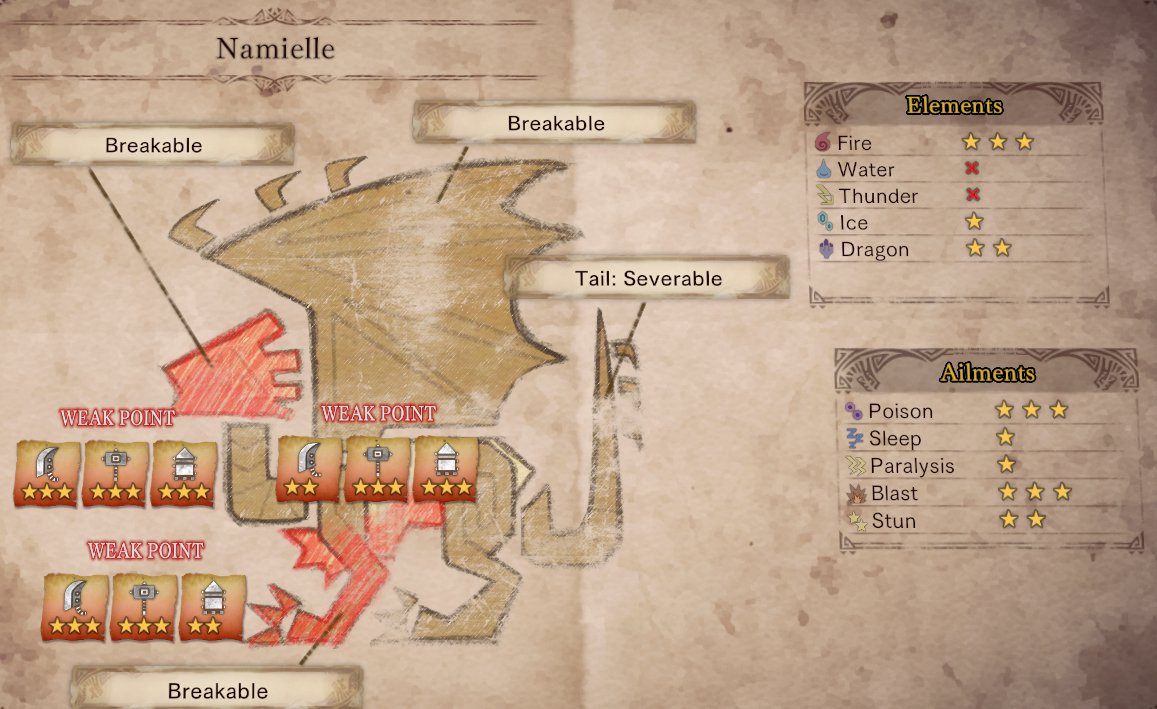 Namielle
Breakable
Breakable
Tail: Severable
WEAK POINT
WEAK POINT
WEAK POINT
Breakable
Elements
Fire
Water
Thunder
Ice
Dragon
Ailments
Poison
Sleep
Paralysis
Blast
Stun